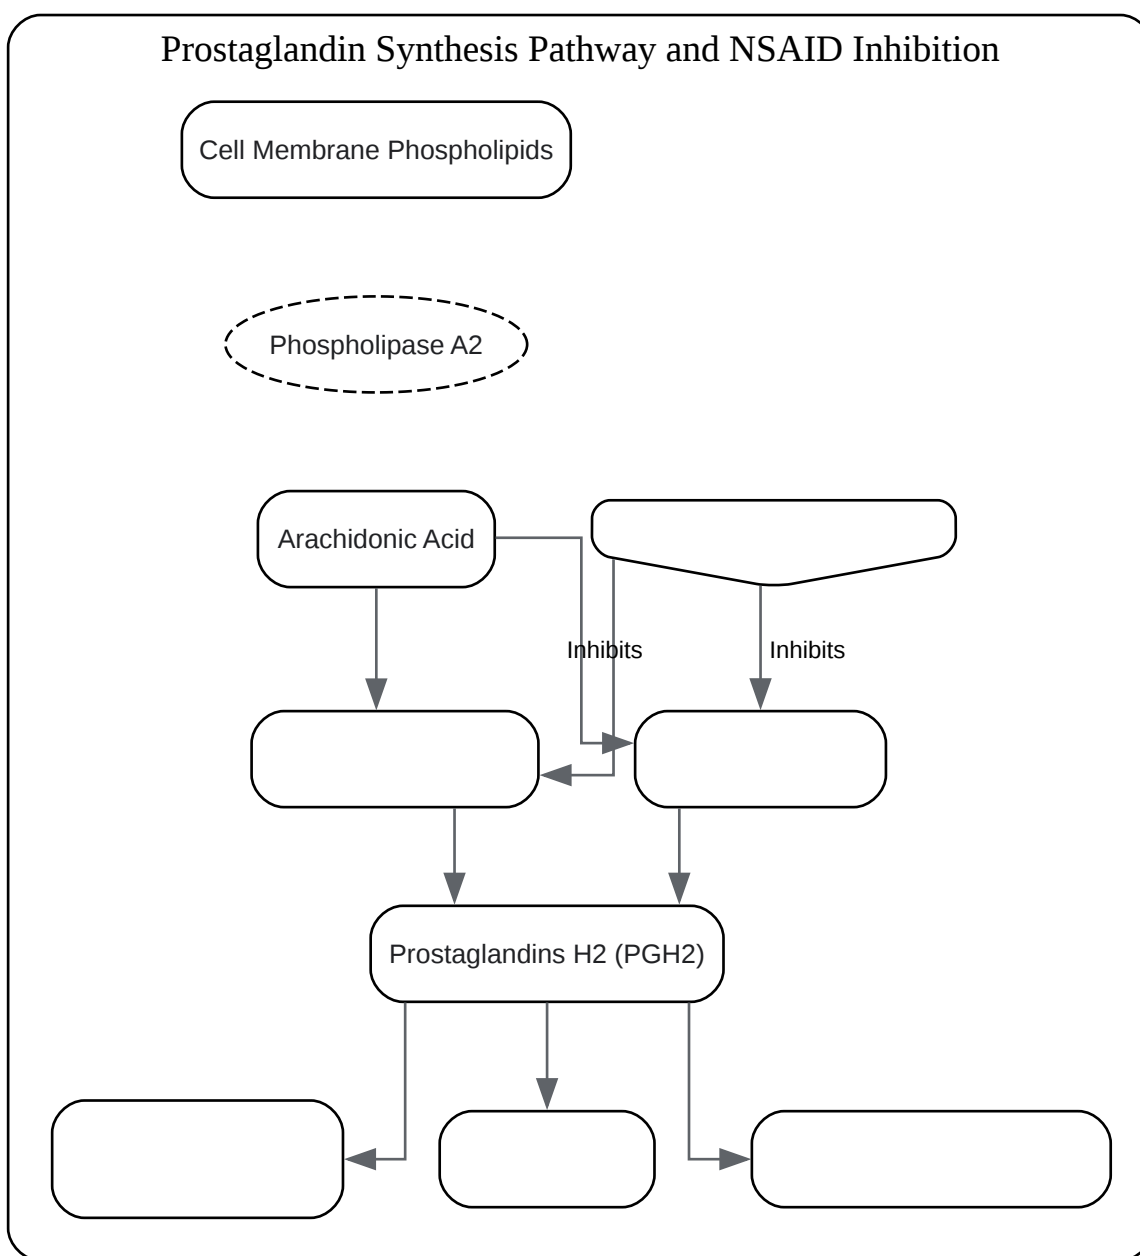 Prostaglandin Synthesis Pathway and NSAID Inhibition
Cell Membrane Phospholipids
Phospholipase A2
Arachidonic Acid
Inhibits
Inhibits
Prostaglandins H2 (PGH2)